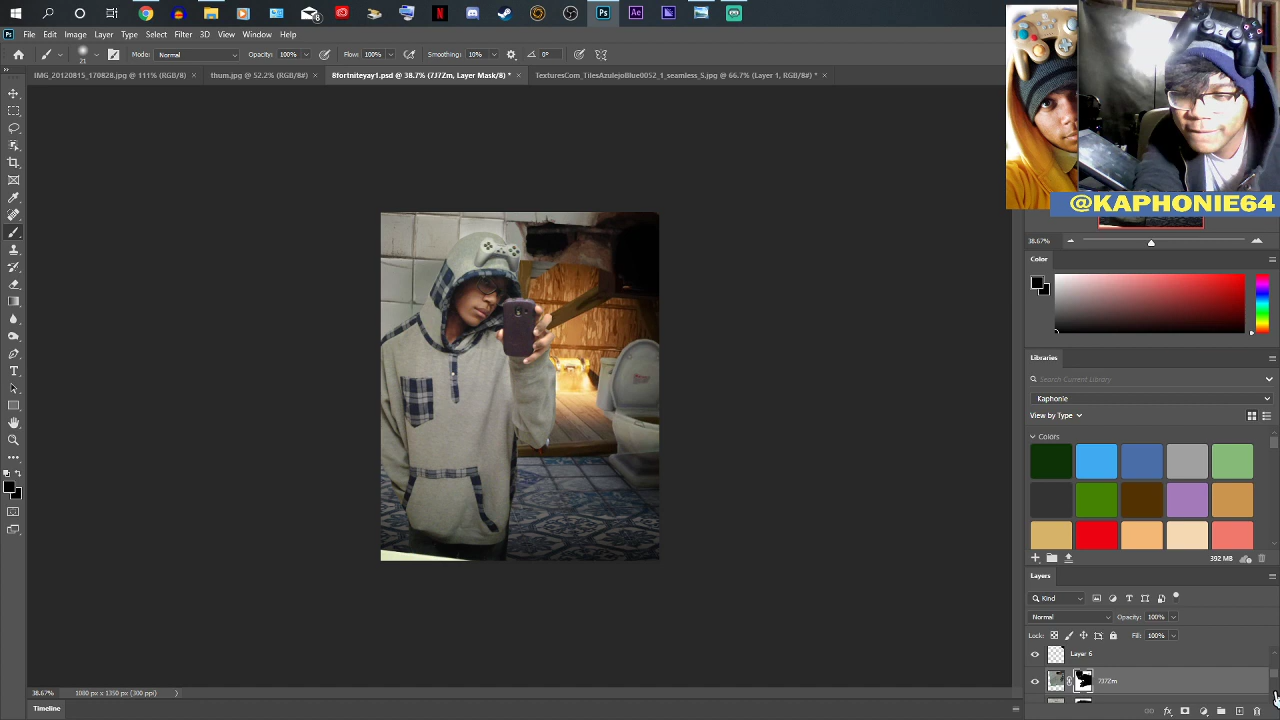 File Edit Image Layer Type Select Filter 3D View Window Help
21 Mode: Normal Opacity: 100% Flow: 100% Smoothing: 10% 0°
IMG_20120815_170828.jpg @ 111% (RGB/8) × thum.jpg @ 52.2% (RGB/8#) × 8fortniteyay1.psd @ 38.7% (7J7Zm, Layer Mask/8) * × TexturesCom_TilesAzulejoBlue0052_1_seamless_S.jpg @ 66.7% (Layer 1, RGB/8#) * ×
@KAPHONIE64
38.67%
Color
Libraries
Search Current Library
Kaphonie
View by Type
Colors
392 MB
Layers
Kind
Normal Opacity: 100%
Lock: Fill: 100%
Layer 6
7J7Zm
38.67% 1080 px x 1350 px (300 ppi)
Timeline